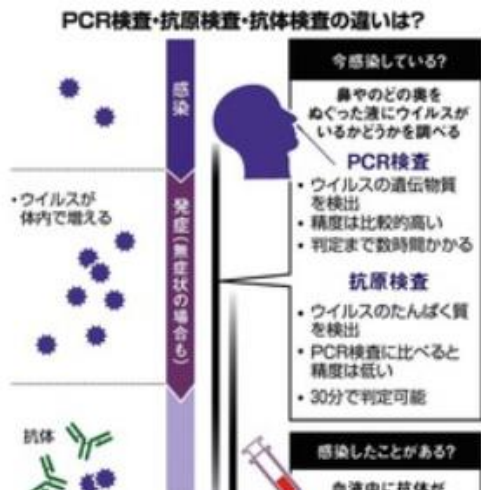 PCR検査・抗原検査・抗体検査の違いは?
感染
・ウイルスが
体内で増える
発症(無症状の場合も)
抗体
今感染している?
鼻やのどの奥を
ぬぐった液にウイルスが
いるかどうかを調べる
PCR検査
・ウイルスの遺伝物質
を検出
・精度は比較的高い
・判定まで数時間かかる
抗原検査
・ウイルスのたんぱく質
を検出
・PCR検査に比べると
精度は低い
・30分で判定可能
感染したことがある?
血液中に抗体が